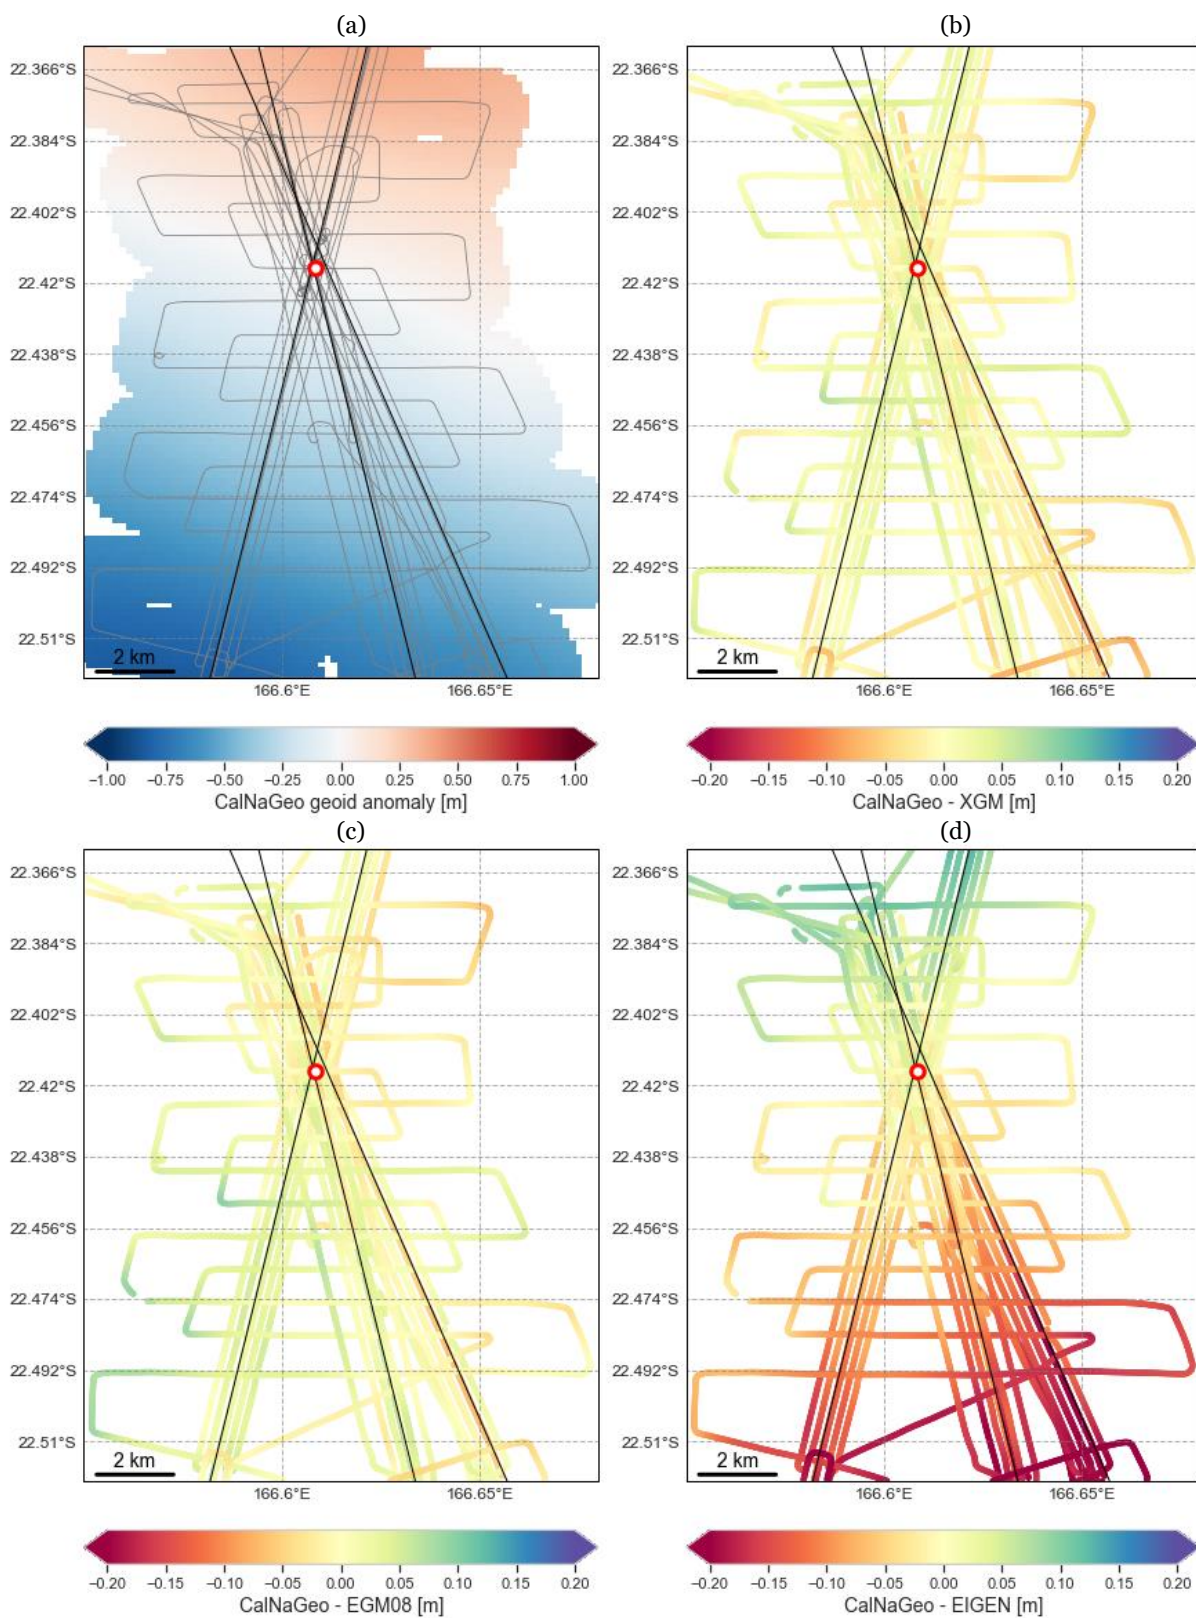 (a)
(b)
22.366°S
22.384°S
22.402°S
22.42°S
22.438°S
22.456°S
22.474°S
22.492°S
22.51°S
2 km
166.6°E
166.65°E
22.366°S
22.384°S
22.402°S
22.42°S
22.438°S
22.456°S
22.474°S
22.492°S
22.51°S
2 km
166.6°E
166.65°E
−1.00 −0.75 −0.50 −0.25 0.00 0.25 0.50 0.75 1.00
CalNaGeo geoid anomaly [m]
−0.20 −0.15 −0.10 −0.05 0.00 0.05 0.10 0.15 0.20
CalNaGeo - XGM [m]
(c)
(d)
22.366°S
22.384°S
22.402°S
22.42°S
22.438°S
22.456°S
22.474°S
22.492°S
22.51°S
2 km
166.6°E
166.65°E
22.366°S
22.384°S
22.402°S
22.42°S
22.438°S
22.456°S
22.474°S
22.492°S
22.51°S
2 km
166.6°E
166.65°E
−0.20 −0.15 −0.10 −0.05 0.00 0.05 0.10 0.15 0.20
CalNaGeo - EGM08 [m]
−0.20 −0.15 −0.10 −0.05 0.00 0.05 0.10 0.15 0.20
CalNaGeo - EIGEN [m]